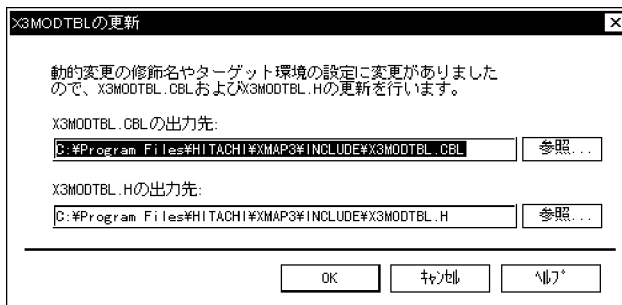 X3MODTBLの更新
動的変更の修飾名やターゲット環境の設定に変更がありました
ので、X3MODTBL.CBLおよびX3MODTBL.Hの更新を行います。
X3MODTBL.CBLの出力先:
C:¥Program Files¥HITACHI¥XMAP3¥INCLUDE¥X3MODTBL.CBL
参照...
X3MODTBL.Hの出力先:
C:¥Program Files¥HITACHI¥XMAP3¥INCLUDE¥X3MODTBL.H
参照...
OK ｷｬﾝｾﾙ ﾍﾙﾌﾟ